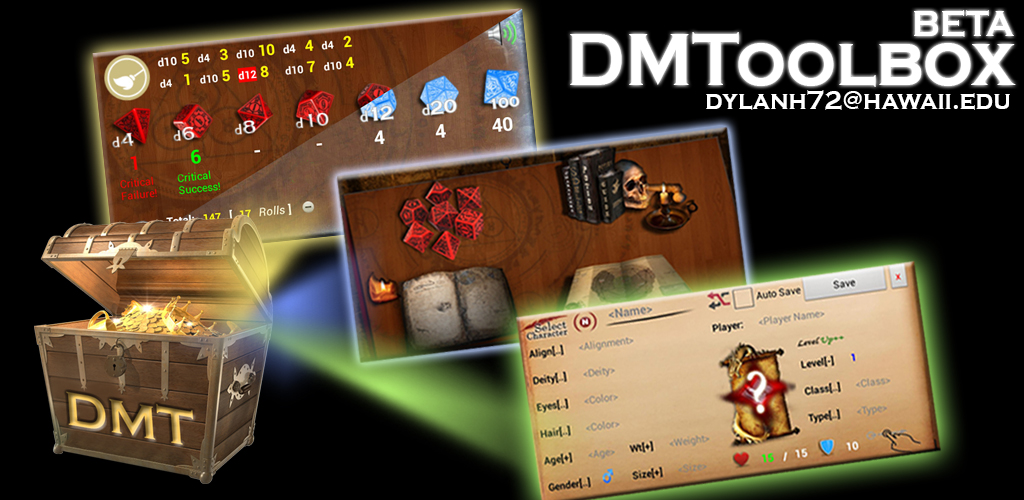 BETA
DMTOOLBOX
DYLANH72@HAWAII.EDU
d10 5 d4 3 d10 10 d4 4 d4 2
d4 1 d10 5 d12 8 d10 7 d10 4
d4 d6 d8 d10 d12 d20 100
1 6 - - 4 4 40
Critical Failure!
Critical
Success!
Total: 147 [ 17 Rolls ]
DMT
Auto Save Save x
Select
Character
N <Name>
Player: <Player Name>
Align[..] <Alignment>
Level Up++
Deity[..] <Deity>
Level[-] 1
Eyes[..] <Color>
Class[..] <Class>
Hair[..] <Color>
Type[..] <Type>
Age[+] <Age> Wt[+] <Weight>
Gender[..] Size[+] <Size>
15 / 15 10